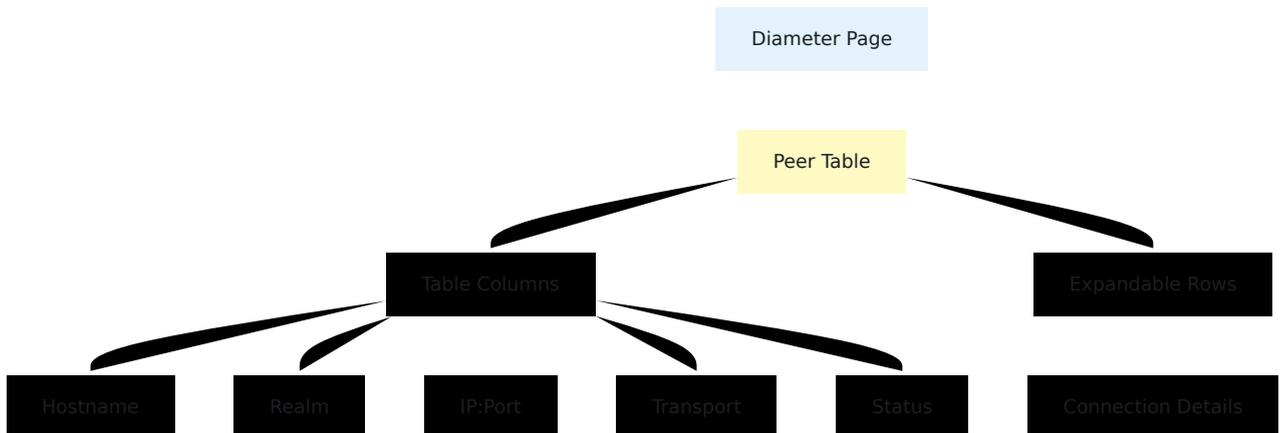 Diameter Page
Peer Table
Table Columns
Expandable Rows
Hostname
Realm
IP:Port
Transport
Status
Connection Details